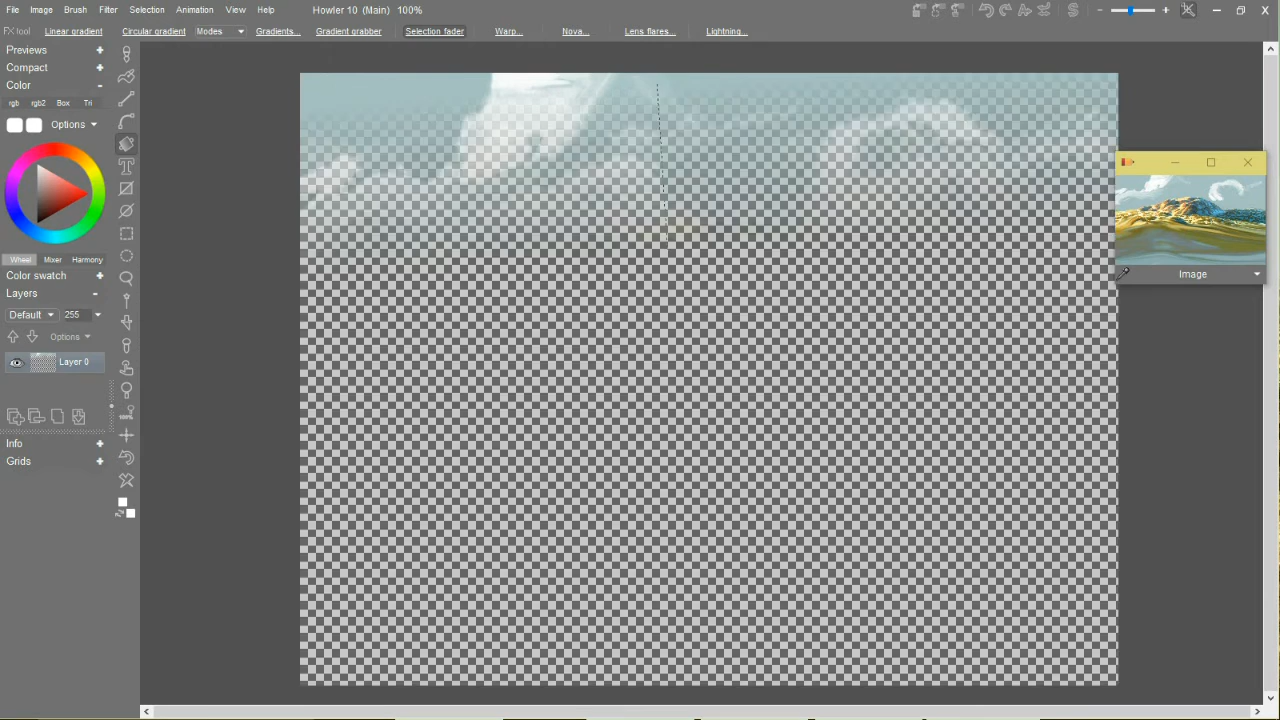 File Image Brush Filter Selection Animation View Help Howler 10 (Main) 100%
FX tool Linear gradient Circular gradient Modes Gradients... Gradient grabber Selection fader Warp... Nova... Lens flares... Lightning...
Previews +
Compact +
Color -
rgb rgb2 Box Tri
Options
Wheel Mixer Harmony
Color swatch +
Layers -
Default 255
Options
Layer 0
Info +
Grids +
T
100%
S
Image